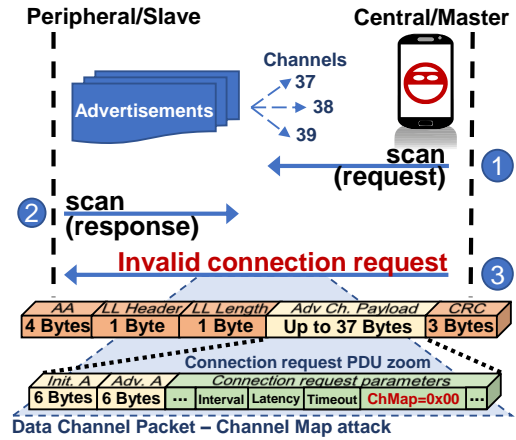 Peripheral/Slave
Central/Master
Channels
37
38
39
Advertisements
scan
(request)
1
2
scan
(response)
Invalid connection request
3
AA
LL Header
LL Length
Adv Ch. Payload
CRC
4 Bytes
1 Byte
1 Byte
Up to 37 Bytes
3 Bytes
Connection request PDU zoom
Init. A
Adv. A
Connection request parameters
6 Bytes
6 Bytes
...
Interval
Latency
Timeout
ChMap=0x00
...
Data Channel Packet – Channel Map attack